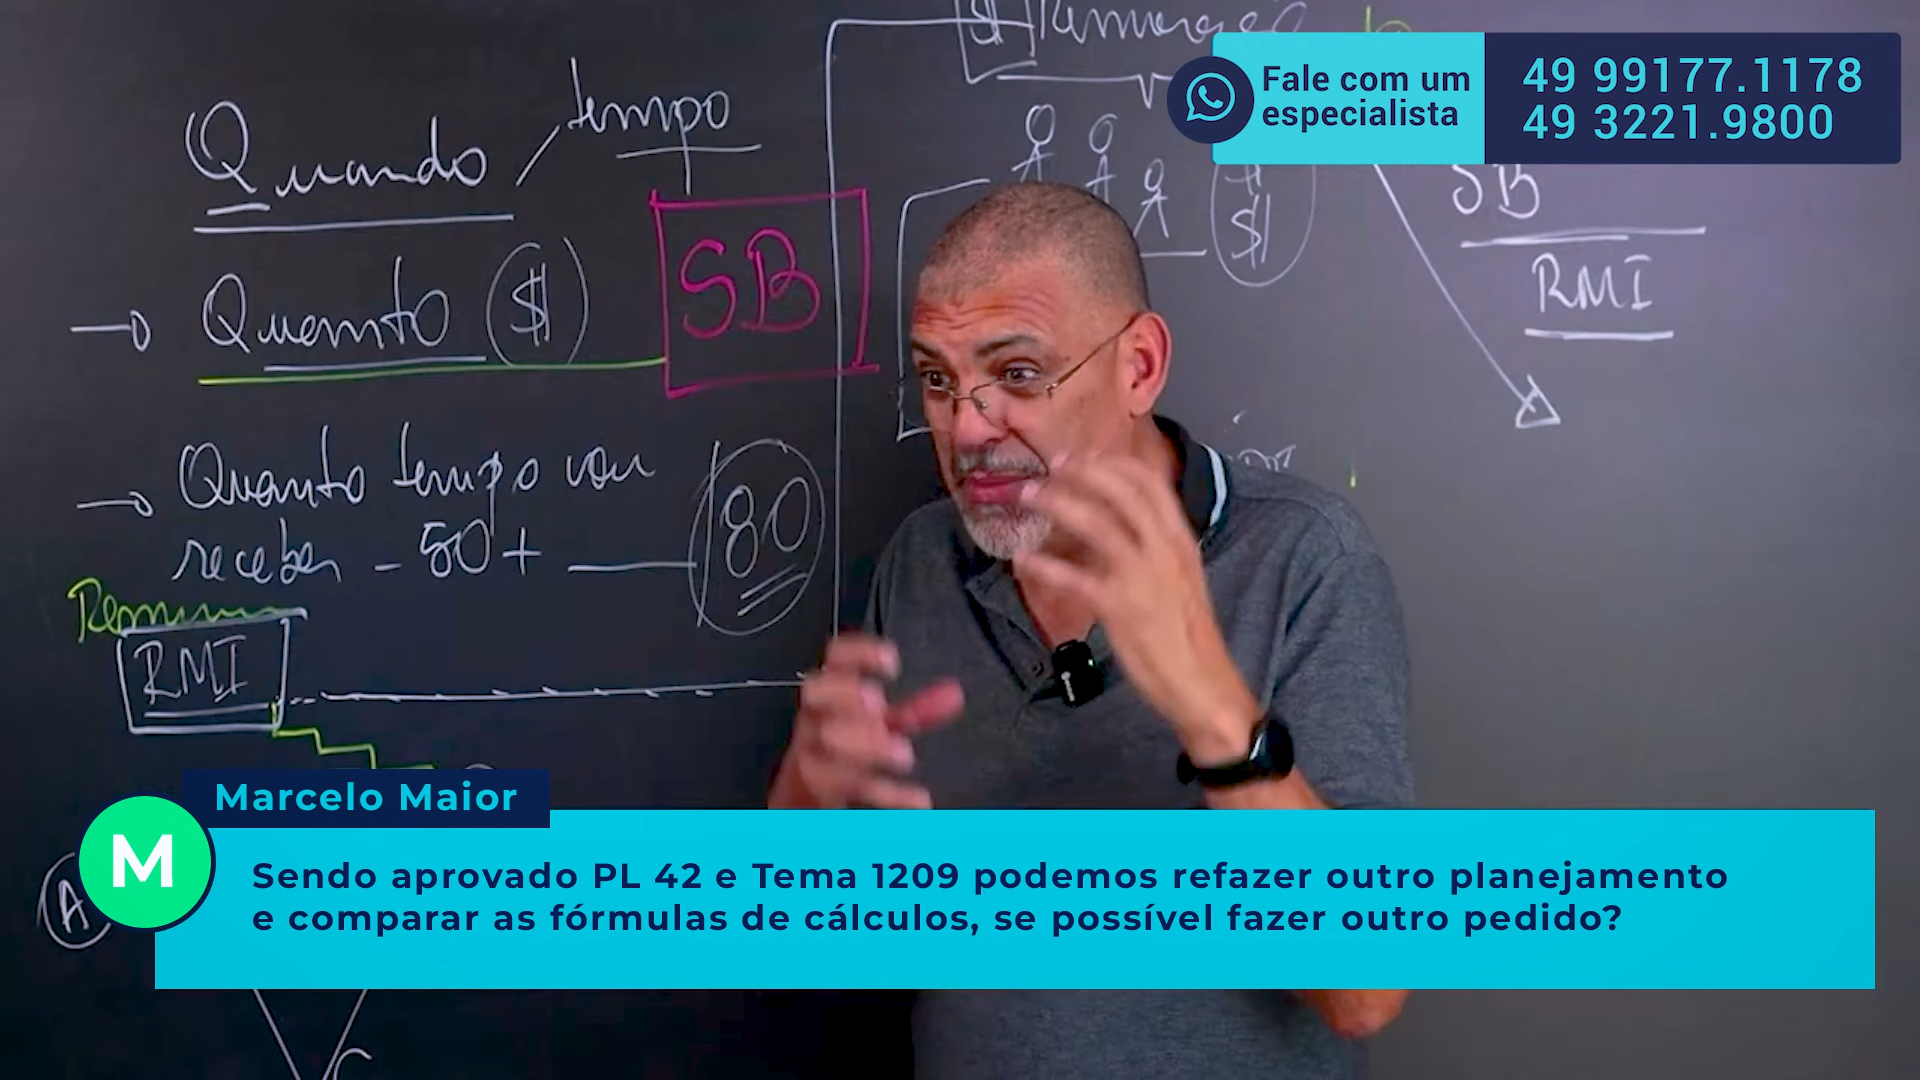 Quando / tempo
Quanto ($)
SB
Quanto tempo vou
receber - 50+ 80
RMI
$
SB
RMI
A
Fale com um
especialista
49 99177.1178
49 3221.9800
Marcelo Maior
M
Sendo aprovado PL 42 e Tema 1209 podemos refazer outro planejamento
e comparar as fórmulas de cálculos, se possível fazer outro pedido?